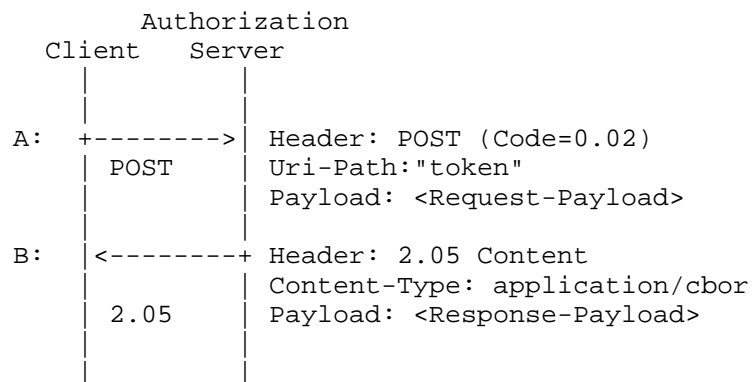 Authorization
Client Server
A: +-------->| Header: POST (Code=0.02)
| POST | Uri-Path:"token"
| | Payload: <Request-Payload>
B: |<--------+ Header: 2.05 Content
| | Content-Type: application/cbor
| 2.05 | Payload: <Response-Payload>